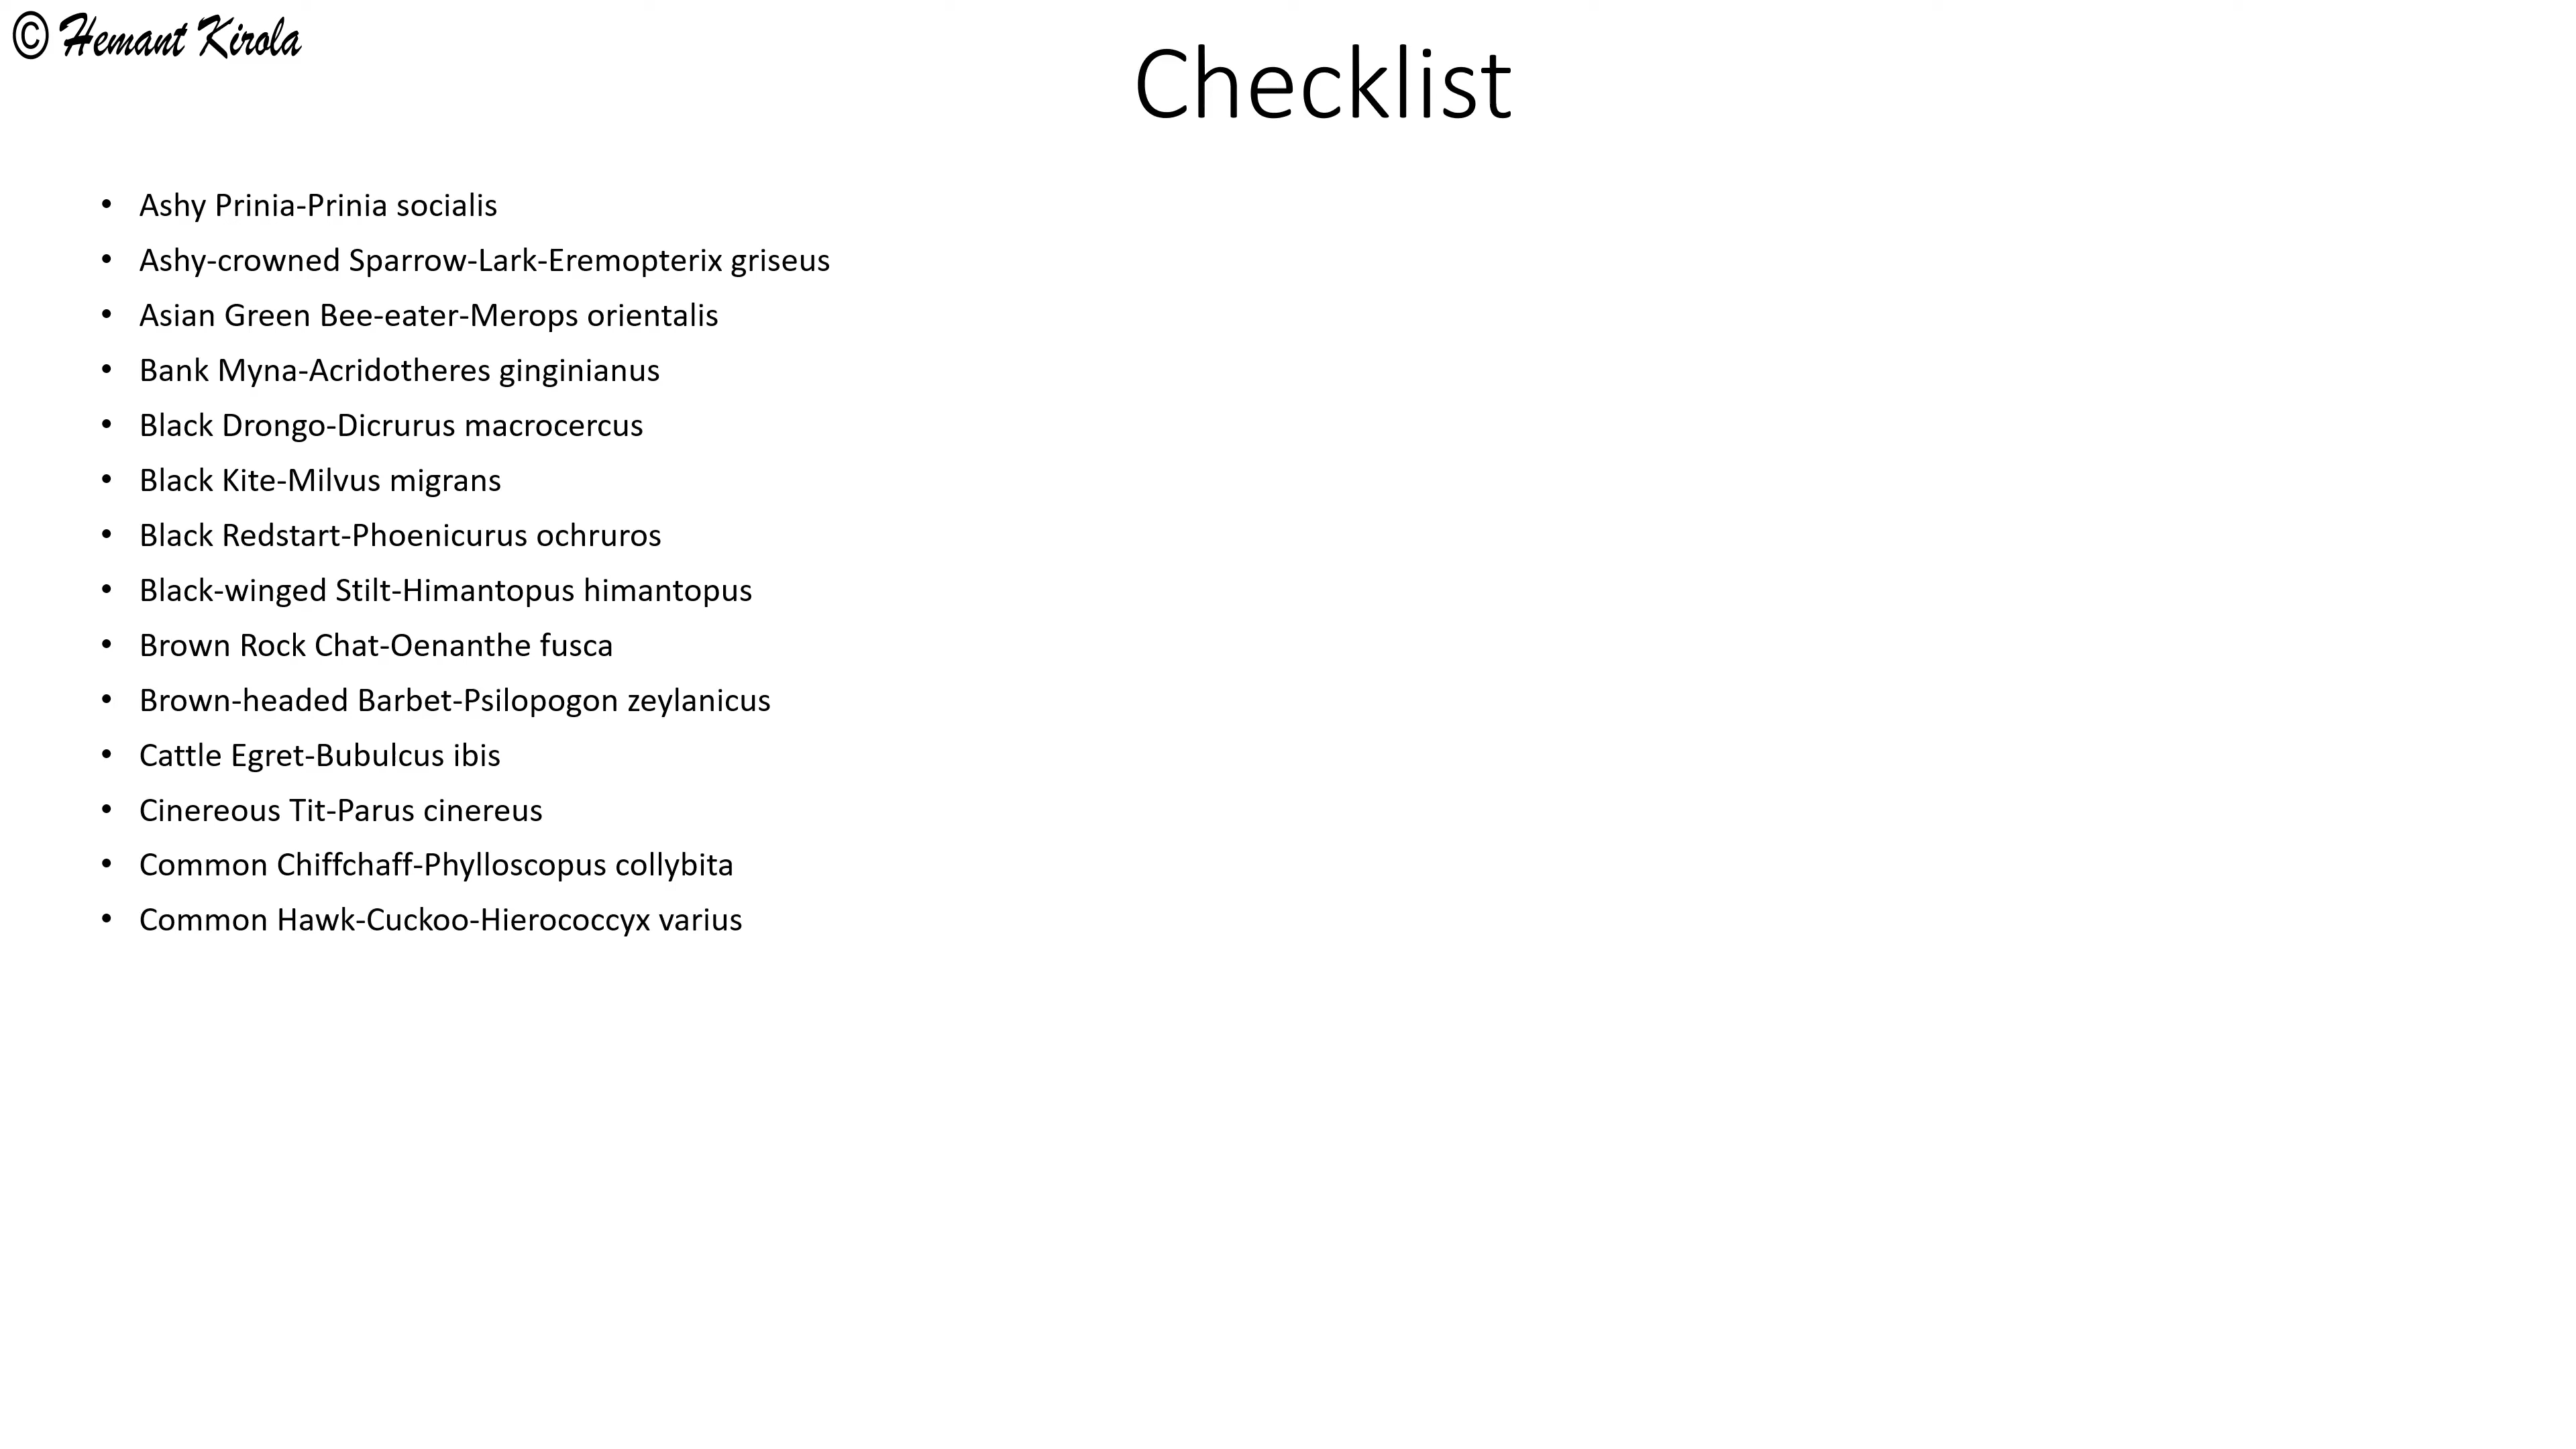 © Hemant Kirola
Checklist
• Ashy Prinia-Prinia socialis
• Ashy-crowned Sparrow-Lark-Eremopterix griseus
• Asian Green Bee-eater-Merops orientalis
• Bank Myna-Acridotheres ginginianus
• Black Drongo-Dicrurus macrocercus
• Black Kite-Milvus migrans
• Black Redstart-Phoenicurus ochruros
• Black-winged Stilt-Himantopus himantopus
• Brown Rock Chat-Oenanthe fusca
• Brown-headed Barbet-Psilopogon zeylanicus
• Cattle Egret-Bubulcus ibis
• Cinereous Tit-Parus cinereus
• Common Chiffchaff-Phylloscopus collybita
• Common Hawk-Cuckoo-Hierococcyx varius